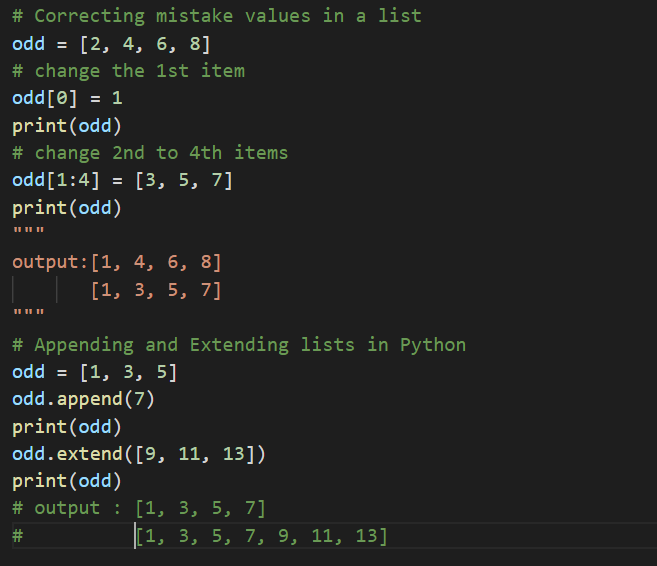 # Correcting mistake values in a list
odd = [2, 4, 6, 8]
# change the 1st item
odd[0] = 1
print(odd)
# change 2nd to 4th items
odd[1:4] = [3, 5, 7]
print(odd)
"""
output:[1, 4, 6, 8]
       [1, 3, 5, 7]
"""
# Appending and Extending lists in Python
odd = [1, 3, 5]
odd.append(7)
print(odd)
odd.extend([9, 11, 13])
print(odd)
# output : [1, 3, 5, 7]
#          [1, 3, 5, 7, 9, 11, 13]